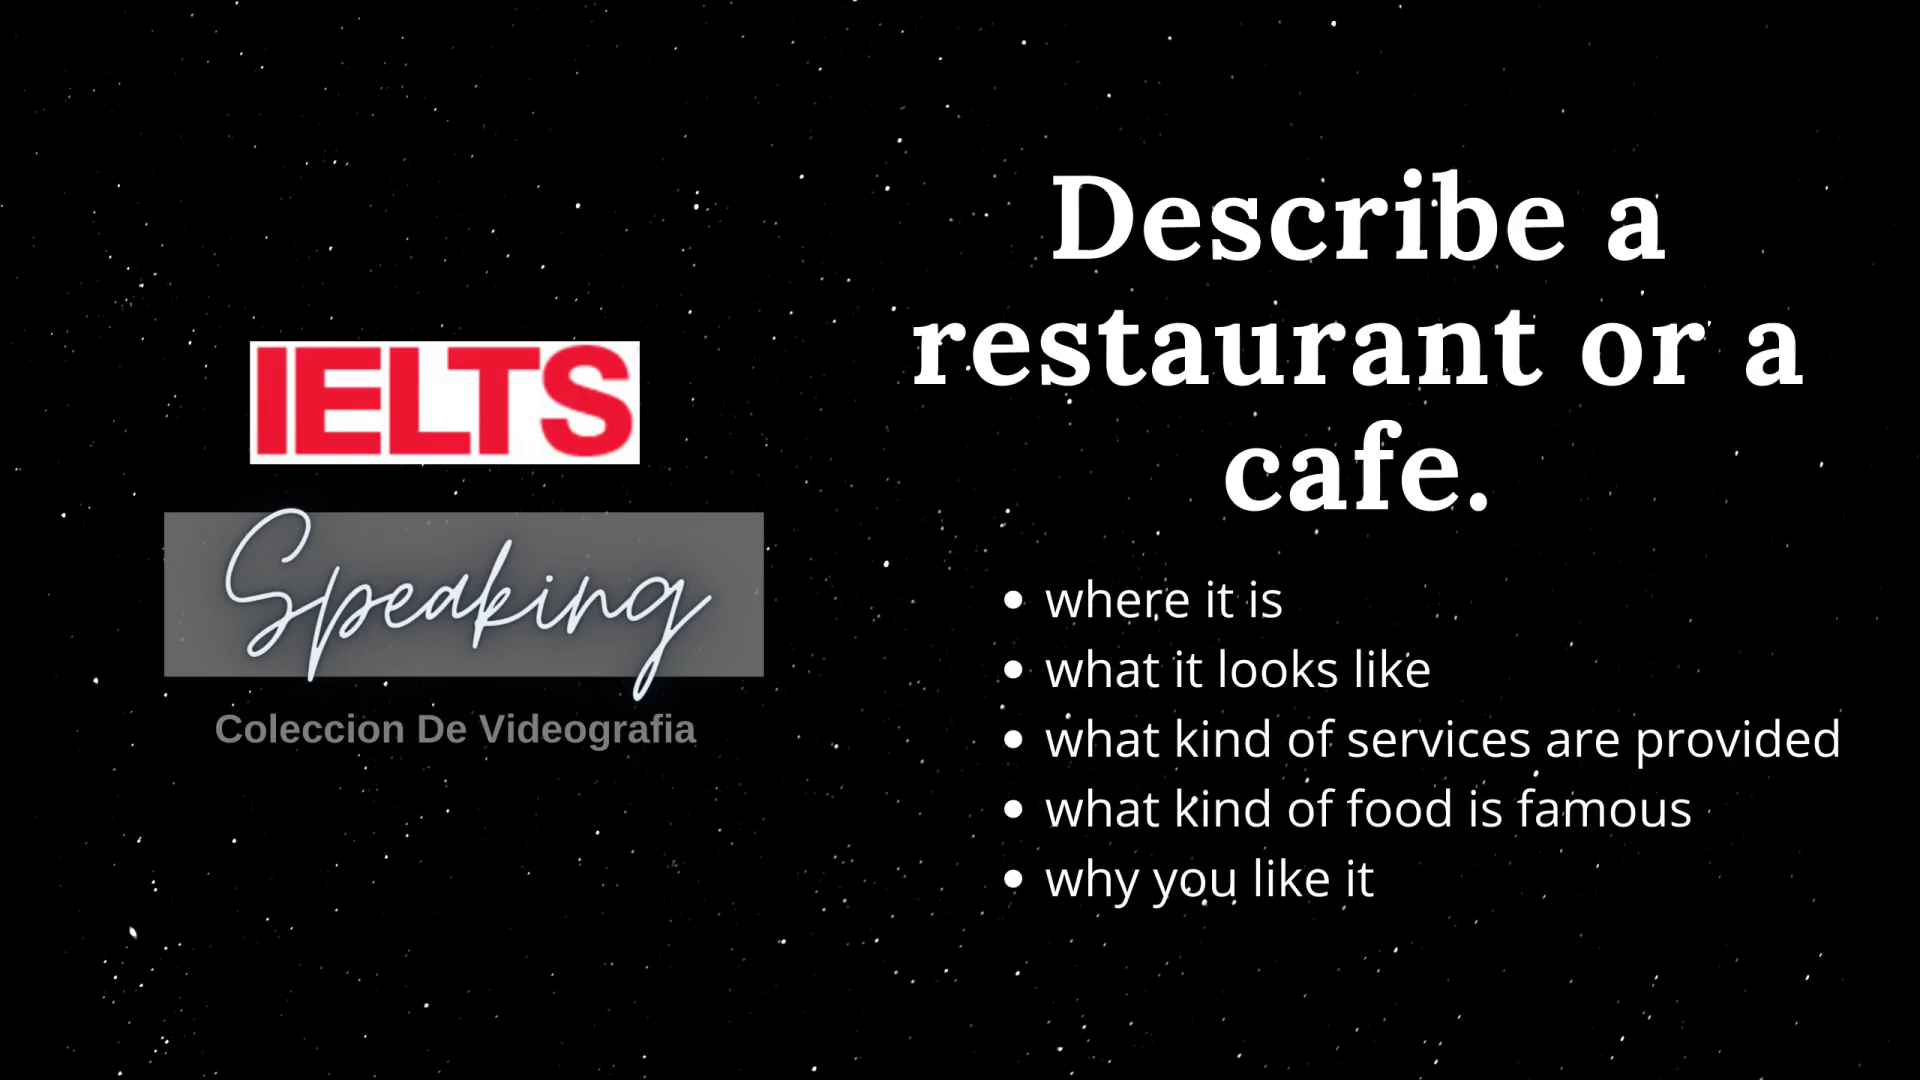 IELTS
Speaking
Coleccion De Videografia
Describe a
restaurant or a
cafe.
• where it is
• what it looks like
• what kind of services are provided
• what kind of food is famous
• why you like it